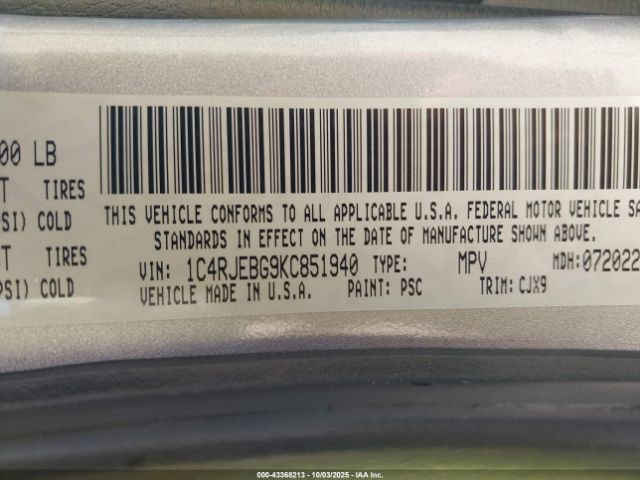 00 LB
T TIRES
PSI) COLD
T TIRES
PSI) COLD
THIS VEHICLE CONFORMS TO ALL APPLICABLE U.S.A. FEDERAL MOTOR VEHICLE SA
STANDARDS IN EFFECT ON THE DATE OF MANUFACTURE SHOWN ABOVE.
VIN: 1C4RJEBG9KC851940 TYPE: MPV MDH:072022
VEHICLE MADE IN U.S.A. PAINT: PSC TRIM: CJX9
000-43368213 - 10/03/2025 - IAA Inc.